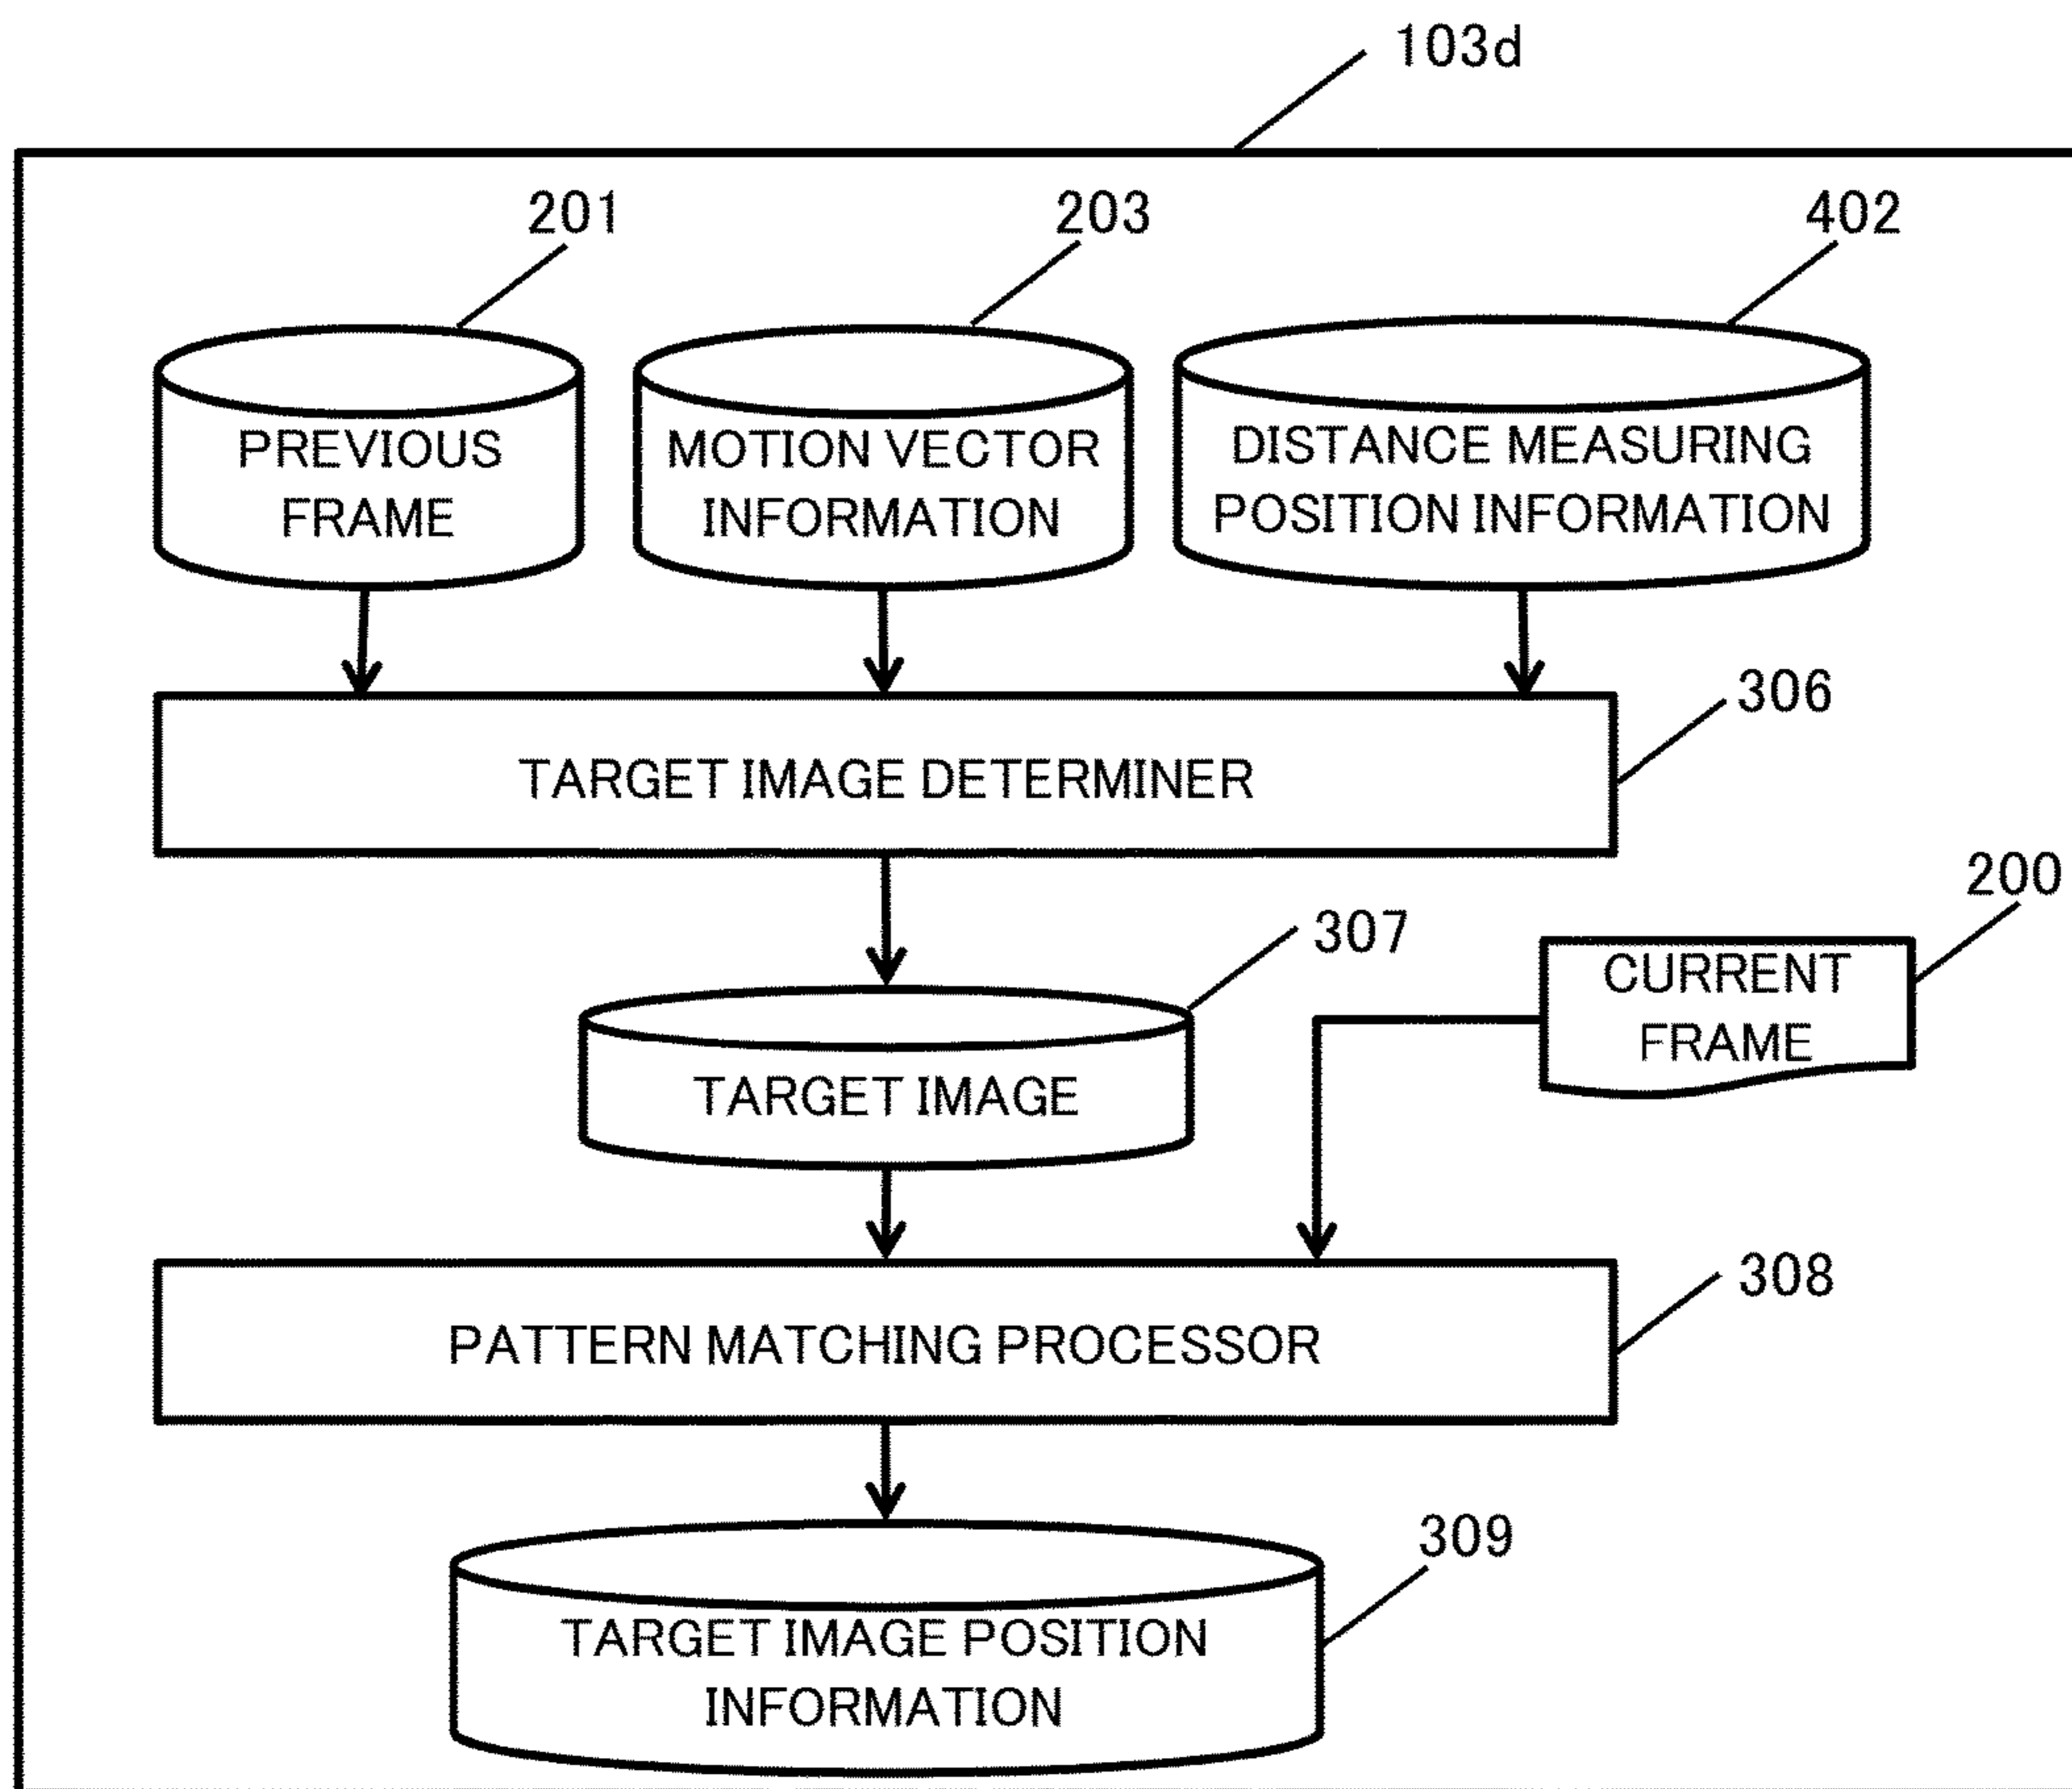 103d
201
203
402
PREVIOUS
FRAME
MOTION VECTOR
INFORMATION
DISTANCE MEASURING
POSITION INFORMATION
306
TARGET IMAGE DETERMINER
200
307
CURRENT
FRAME
TARGET IMAGE
308
PATTERN MATCHING PROCESSOR
309
TARGET IMAGE POSITION
INFORMATION